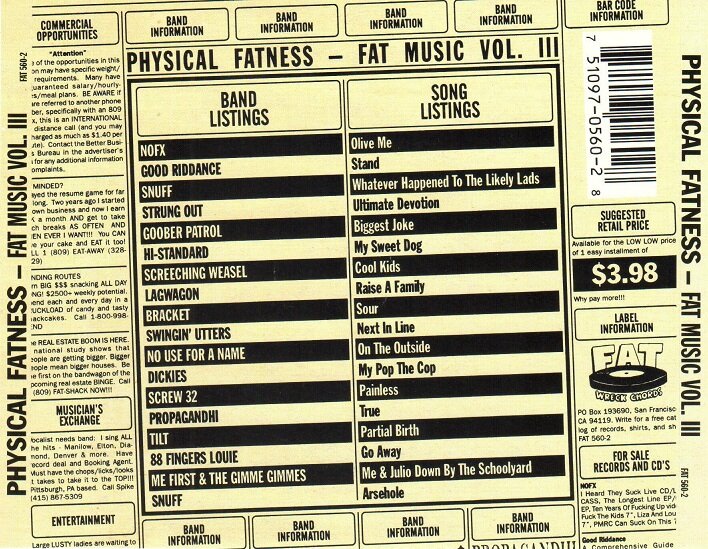 COMMERCIAL
OPPORTUNITIES
"Attention"
of the opportunities in this
on may have specific weight/
requirements. Many have
guaranteed salary/hourly-
/meal plans. BE AWARE if
are referred to another phone
ber, specifically with an 809
x, this is an INTERNATIONAL
distance call (and you may
harged as much as $1.40 per
te). Contact the Better Busi-
Bureau in the advertiser's
for any additional information
omplaints.
MINDED?
ayed the resume game for far
long. Two years ago I started
own business and now I earn
a month AND get to take
ch breaks AS OFTEN AND
EN EVER I WANT!!! You CAN
e your cake and EAT it too!
LL 1 (809) EAT-AWAY (328-
29)
NDING ROUTES
rn BIG $$$ snacking ALL DAY
NG! $2500+ weekly potential.
end each and every day in a
UCKLOAD of candy and tasty
ackcakes. Call 1-800-998-
END
e REAL ESTATE BOOM IS HERE.
national study shows that
eople are getting bigger. Bigger
eople mean bigger houses. Be
e first on the bandwagon of the
pcoming real estate BINGE. Call
(809) FAT-SHACK NOW!!!
MUSICIAN'S
EXCHANGE
ocalist needs band: I sing ALL
he hits - Manilow, Elton, Dia-
mond, Denver & more. Have
ecord deal and Booking Agent.
Must have the chops/licks/looks
t takes to take it to the TOP!!!
Pittsburgh, PA based. Call Spike
(415) 867-5309
ENTERTAINMENT
Large LUSTY ladies are waiting to
PHYSICAL FATNESS – FAT MUSIC VOL. III
FAT 560-2
BAND
INFORMATION
BAND
INFORMATION
BAND
INFORMATION
BAND
INFORMATION
PHYSICAL FATNESS – FAT MUSIC VOL. III
BAND
LISTINGS
SONG
LISTINGS
NOFX
Olive Me
GOOD RIDDANCE
Stand
SNUFF
Whatever Happened To The Likely Lads
STRUNG OUT
Ultimate Devotion
GOOBER PATROL
Biggest Joke
HI-STANDARD
My Sweet Dog
SCREECHING WEASEL
Cool Kids
LAGWAGON
Raise A Family
BRACKET
Sour
SWINGIN' UTTERS
Next In Line
NO USE FOR A NAME
On The Outside
DICKIES
My Pop The Cop
SCREW 32
Painless
PROPAGANDHI
True
TILT
Partial Birth
88 FINGERS LOUIE
Go Away
ME FIRST & THE GIMME GIMMES
Me & Julio Down By The Schoolyard
SNUFF
Arsehole
BAND
INFORMATION
BAND
INFORMATION
BAND
INFORMATION
BAND
INFORMATION
PROPAGANDHI
BAR CODE
INFORMATION
7 51097-0560-2 8
SUGGESTED
RETAIL PRICE
Available for the LOW LOW price
of 1 easy installment of
$3.98
Why pay more!!!
LABEL
INFORMATION
FAT
WRECK CHORDS
PO Box 193690, San Francisc
CA 94119. Write for a free cat
log of records, shirts, and sh
FAT 560-2
FOR SALE
RECORDS AND CD'S
NOFX
I Heard They Suck Live CD/L
CASS, The Longest Line EP/
EP, Ten Years Of Fucking Up vid
Fuck The Kids 7", Liza And Lou
7", PMRC Can Suck On This 7
Good Riddance
A Comprehensive Guide
PHYSICAL FATNESS – FAT MUSIC VOL. III
FAT 560-2